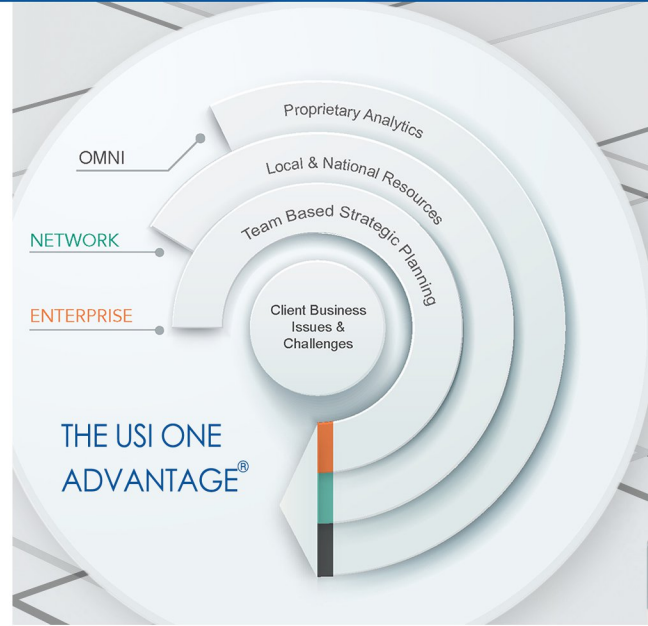 Proprietary Analytics
OMNI
Local & National Resources
NETWORK
Team Based Strategic Planning
ENTERPRISE
Client Business
Issues &
Challenges
THE USI ONE
ADVANTAGE®